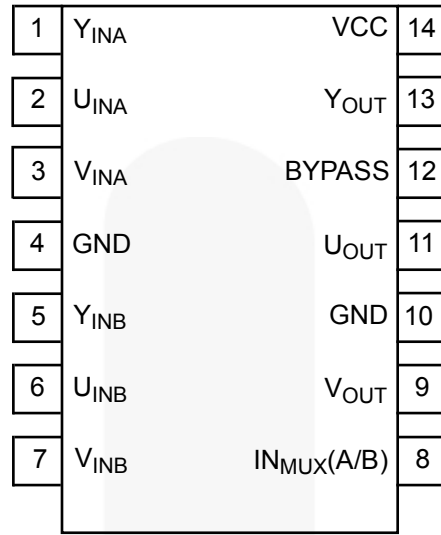 1 Y_INA VCC 14
2 U_INA Y_OUT 13
3 V_INA BYPASS 12
4 GND U_OUT 11
5 Y_INB GND 10
6 U_INB V_OUT 9
7 V_INB IN_MUX(A/B) 8